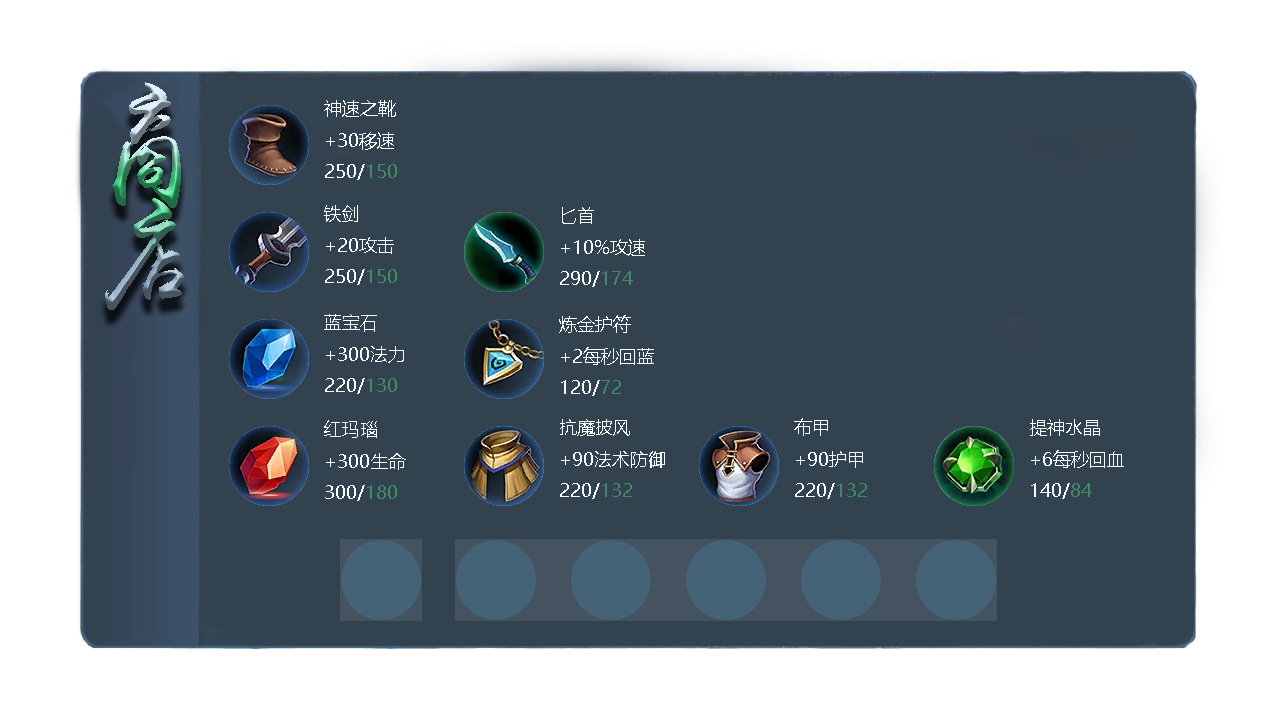 商店
神速之靴
+30移速
250/150
铁剑
+20攻击
250/150
匕首
+10%攻速
290/174
蓝宝石
+300法力
220/130
炼金护符
+2每秒回蓝
120/72
红玛瑙
+300生命
300/180
抗魔披风
+90法术防御
220/132
布甲
+90护甲
220/132
提神水晶
+6每秒回血
140/84